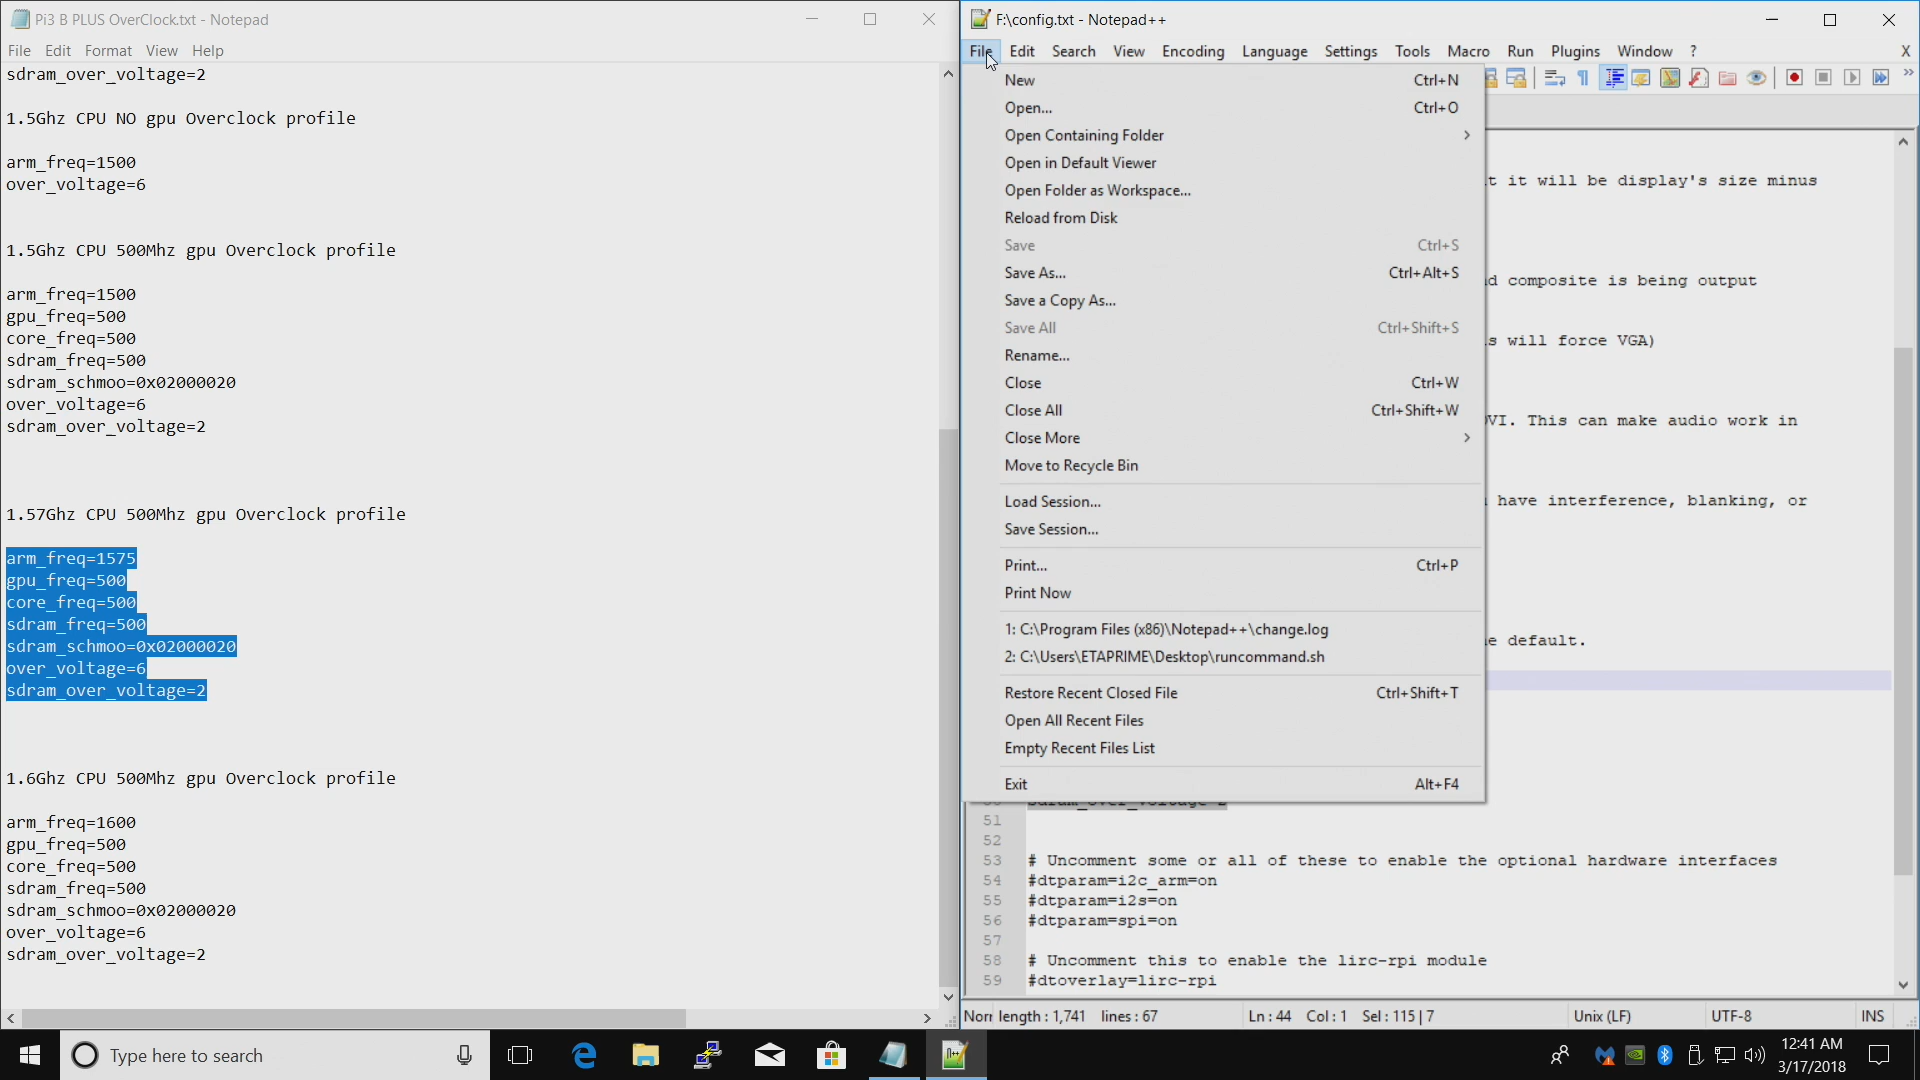 Pi3 B PLUS OverClock.txt - Notepad
File Edit Format View Help
sdram_over_voltage=2
1.5Ghz CPU NO gpu Overclock profile
arm_freq=1500
over_voltage=6
1.5Ghz CPU 500Mhz gpu Overclock profile
arm_freq=1500
gpu_freq=500
core_freq=500
sdram_freq=500
sdram_schmoo=0x02000020
over_voltage=6
sdram_over_voltage=2
1.57Ghz CPU 500Mhz gpu Overclock profile
arm_freq=1575
gpu_freq=500
core_freq=500
sdram_freq=500
sdram_schmoo=0x02000020
over_voltage=6
sdram_over_voltage=2
1.6Ghz CPU 500Mhz gpu Overclock profile
arm_freq=1600
gpu_freq=500
core_freq=500
sdram_freq=500
sdram_schmoo=0x02000020
over_voltage=6
sdram_over_voltage=2
F:\config.txt - Notepad++
File Edit Search View Encoding Language Settings Tools Macro Run Plugins Window ? X
New Ctrl+N
Open... Ctrl+O
Open Containing Folder
Open in Default Viewer
Open Folder as Workspace...
Reload from Disk
Save Ctrl+S
Save As... Ctrl+Alt+S
Save a Copy As...
Save All Ctrl+Shift+S
Rename...
Close Ctrl+W
Close All Ctrl+Shift+W
Close More
Move to Recycle Bin
Load Session...
Save Session...
Print... Ctrl+P
Print Now
1: C:\Program Files (x86)\Notepad++\change.log
2: C:\Users\ETAPRIME\Desktop\runcommand.sh
Restore Recent Closed File Ctrl+Shift+T
Open All Recent Files
Empty Recent Files List
Exit Alt+F4
it will be display's size minus
composite is being output
will force VGA)
This can make audio work in
have interference, blanking, or
default.
51
52
53 # Uncomment some or all of these to enable the optional hardware interfaces
54 #dtparam=i2c_arm=on
55 #dtparam=i2s=on
56 #dtparam=spi=on
57
58 # Uncomment this to enable the lirc-rpi module
59 #dtoverlay=lirc-rpi
length : 1,741 lines : 67 Ln : 44 Col : 1 Sel : 115 | 7 Unix (LF) UTF-8 INS
Type here to search
12:41 AM
3/17/2018